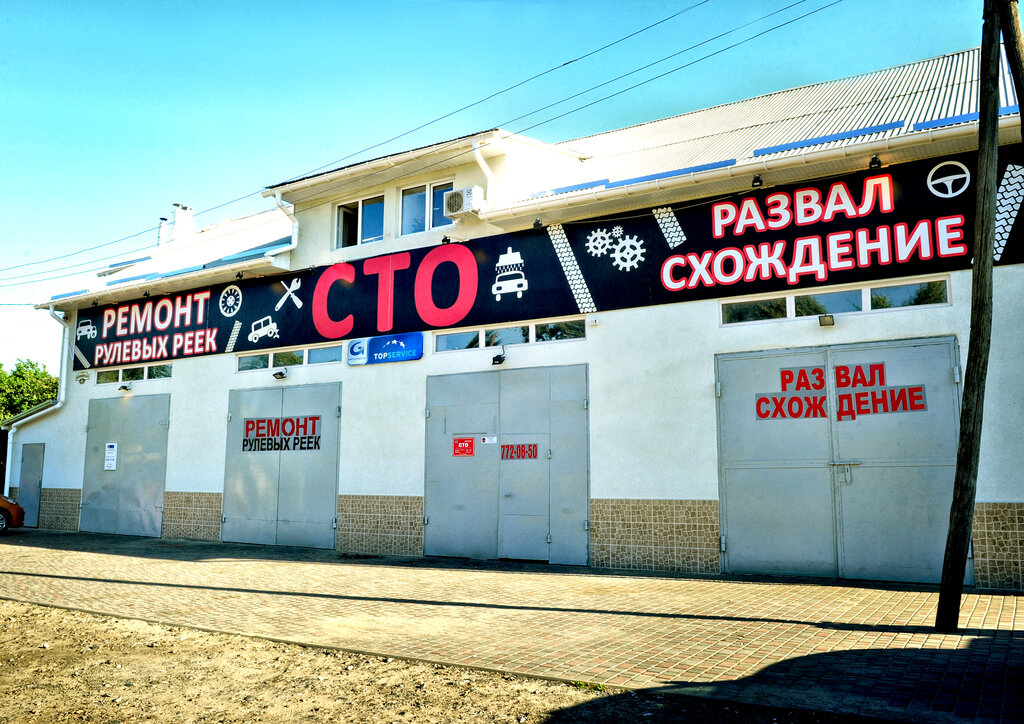 РЕМОНТ
РУЛЕВЫХ РЕЕК
СТО
РАЗВАЛ
СХОЖДЕНИЕ
TOPSERVICE
РЕМОНТ
РУЛЕВЫХ РЕЕК
СТО
772-08-50
РАЗВАЛ
СХОЖДЕНИЕ